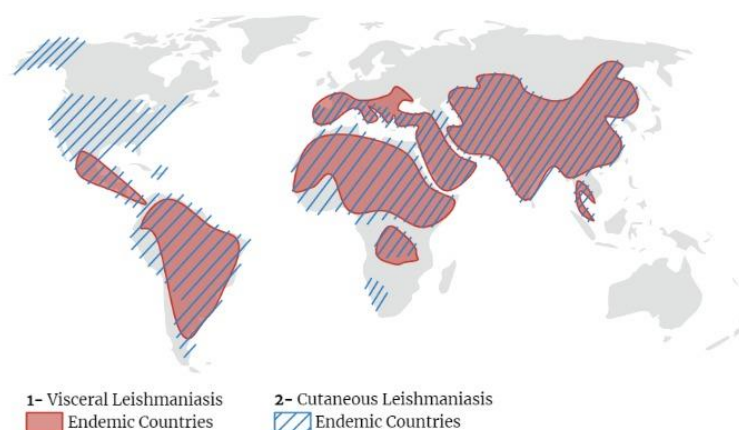 1- Visceral Leishmaniasis
Endemic Countries
2- Cutaneous Leishmaniasis
Endemic Countries